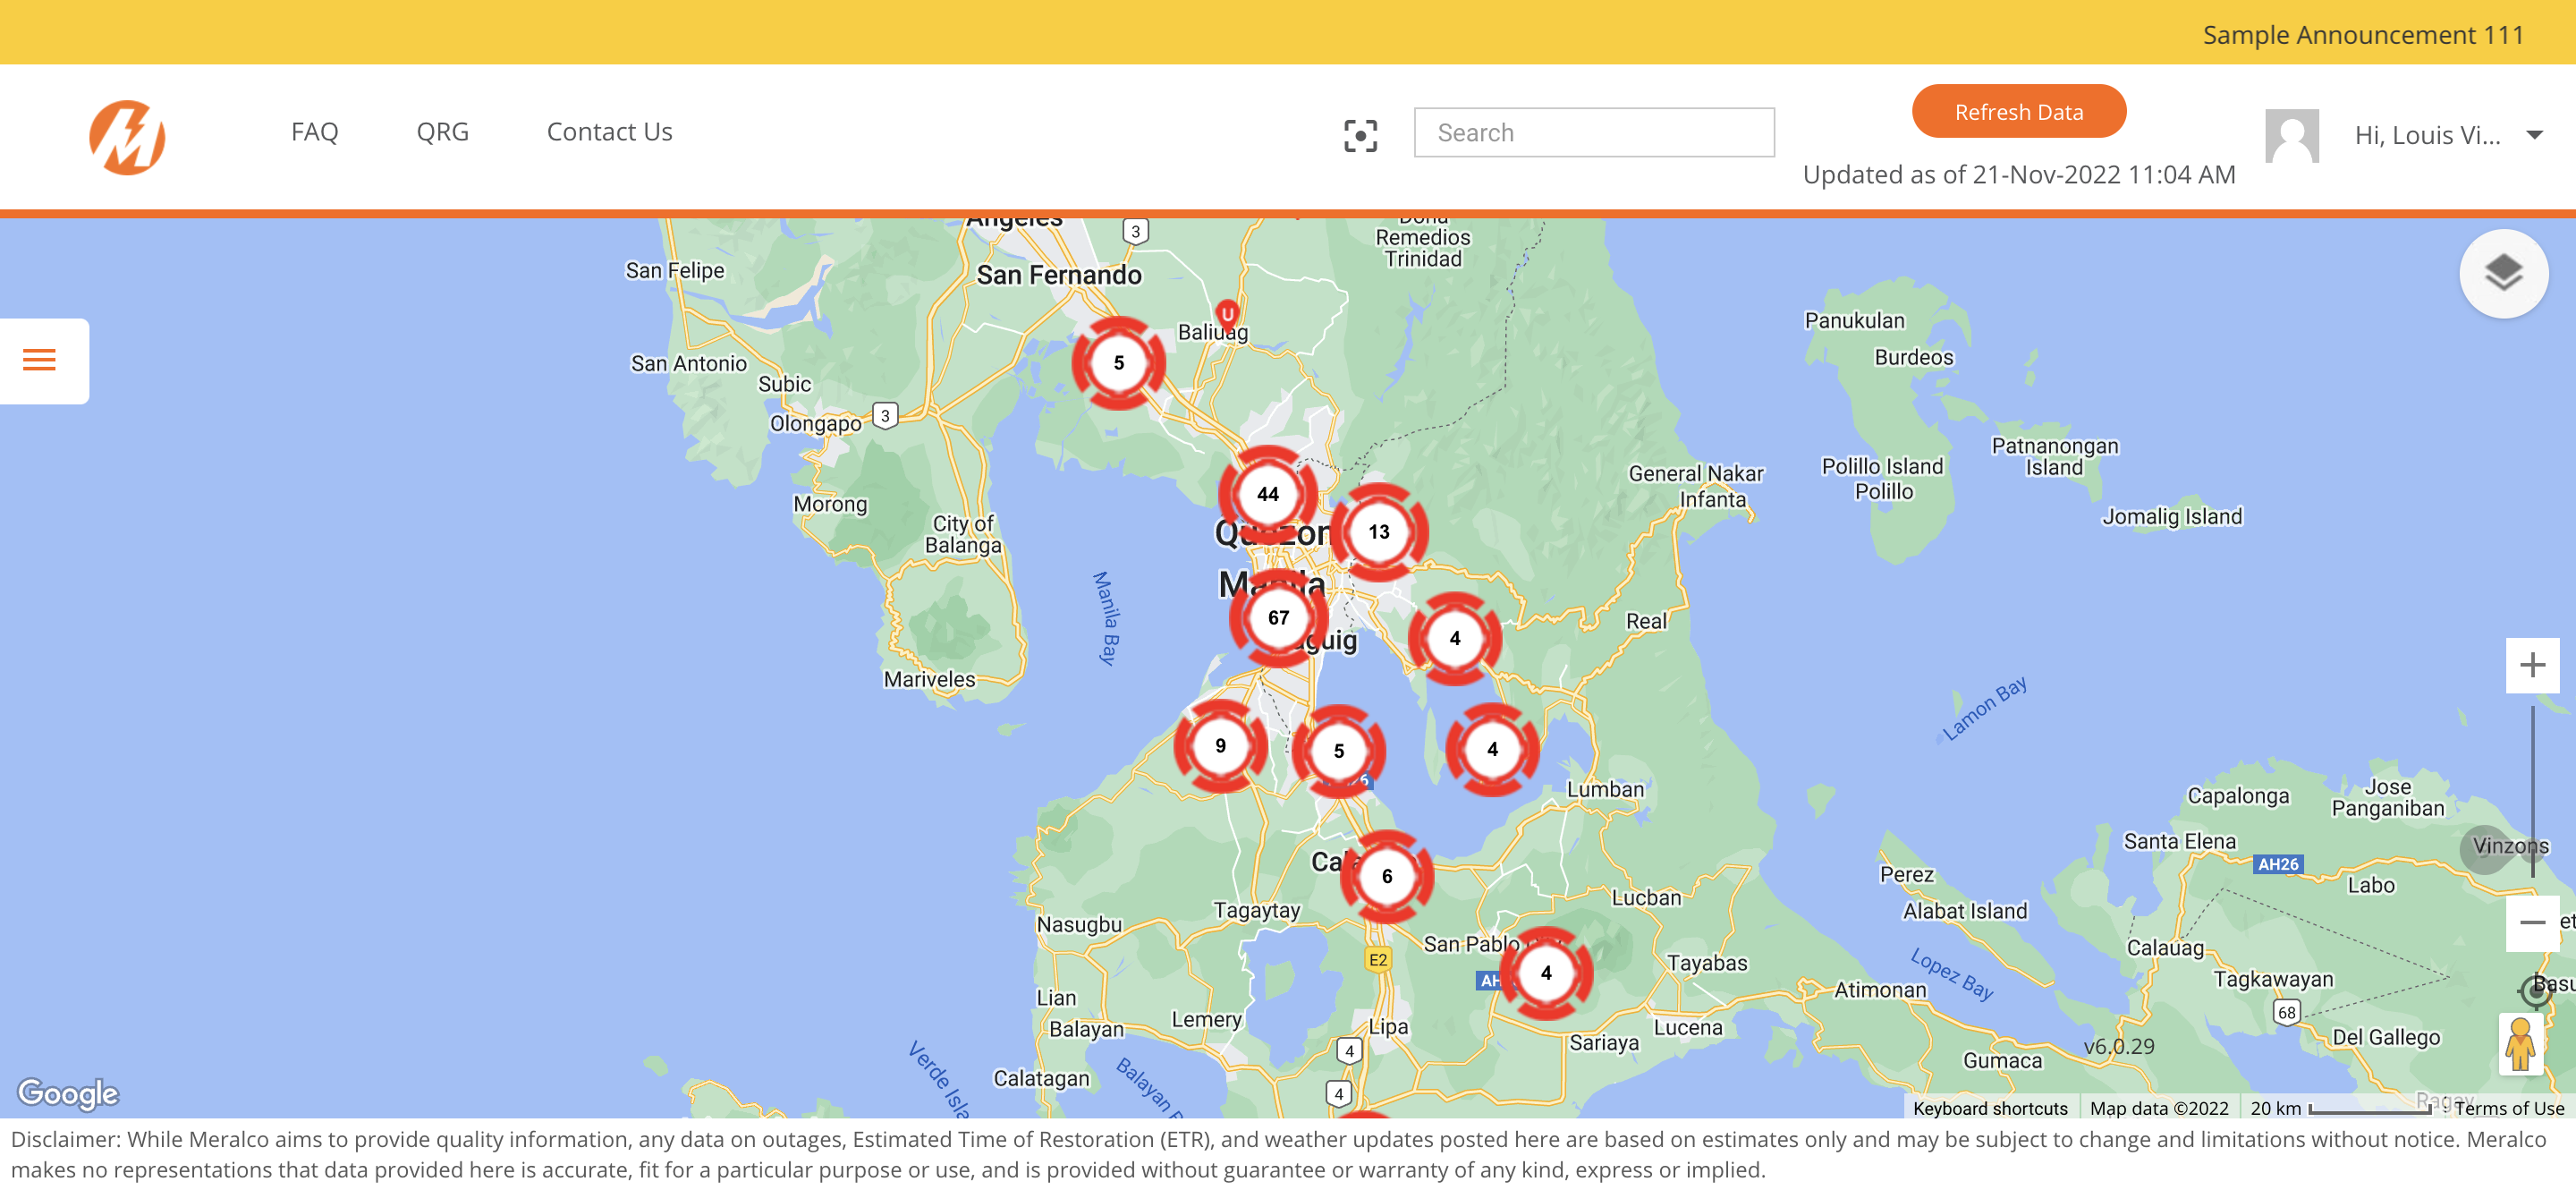 Sample Announcement 111
FAQ
QRG
Contact Us
Search
Refresh Data
Updated as of 21-Nov-2022 11:04 AM
Hi, Louis Vi...
Angeles
3
Doña
Remedios
Trinidad
San Felipe
San Fernando
U
Baliuag
5
San Antonio
Subic
Olongapo
3
Panukulan
Burdeos
Patnanongan
Island
Polillo Island
Polillo
Jomalig Island
General Nakar
Infanta
44
13
Morong
City of
Balanga
Manila Bay
Manila
67
4
Real
Mariveles
9
5
4
Lamon Bay
Lumban
Capalonga
Jose
Panganiban
Santa Elena
Vinzons
AH26
Labo
6
Perez
Alabat Island
Lucban
Tagaytay
Nasugbu
San Pablo
E2
4
Tayabas
Calauag
Lopez Bay
Tagkawayan
Atimonan
68
Lian
Balayan
Lemery
Lipa
Lucena
Sariaya
4
Del Gallego
v6.0.29
Gumaca
Calatagan
4
Ragay
Google
Keyboard shortcuts
Map data ©2022
20 km
Terms of Use
Disclaimer: While Meralco aims to provide quality information, any data on outages, Estimated Time of Restoration (ETR), and weather updates posted here are based on estimates only and may be subject to change and limitations without notice. Meralco
makes no representations that data provided here is accurate, fit for a particular purpose or use, and is provided without guarantee or warranty of any kind, express or implied.